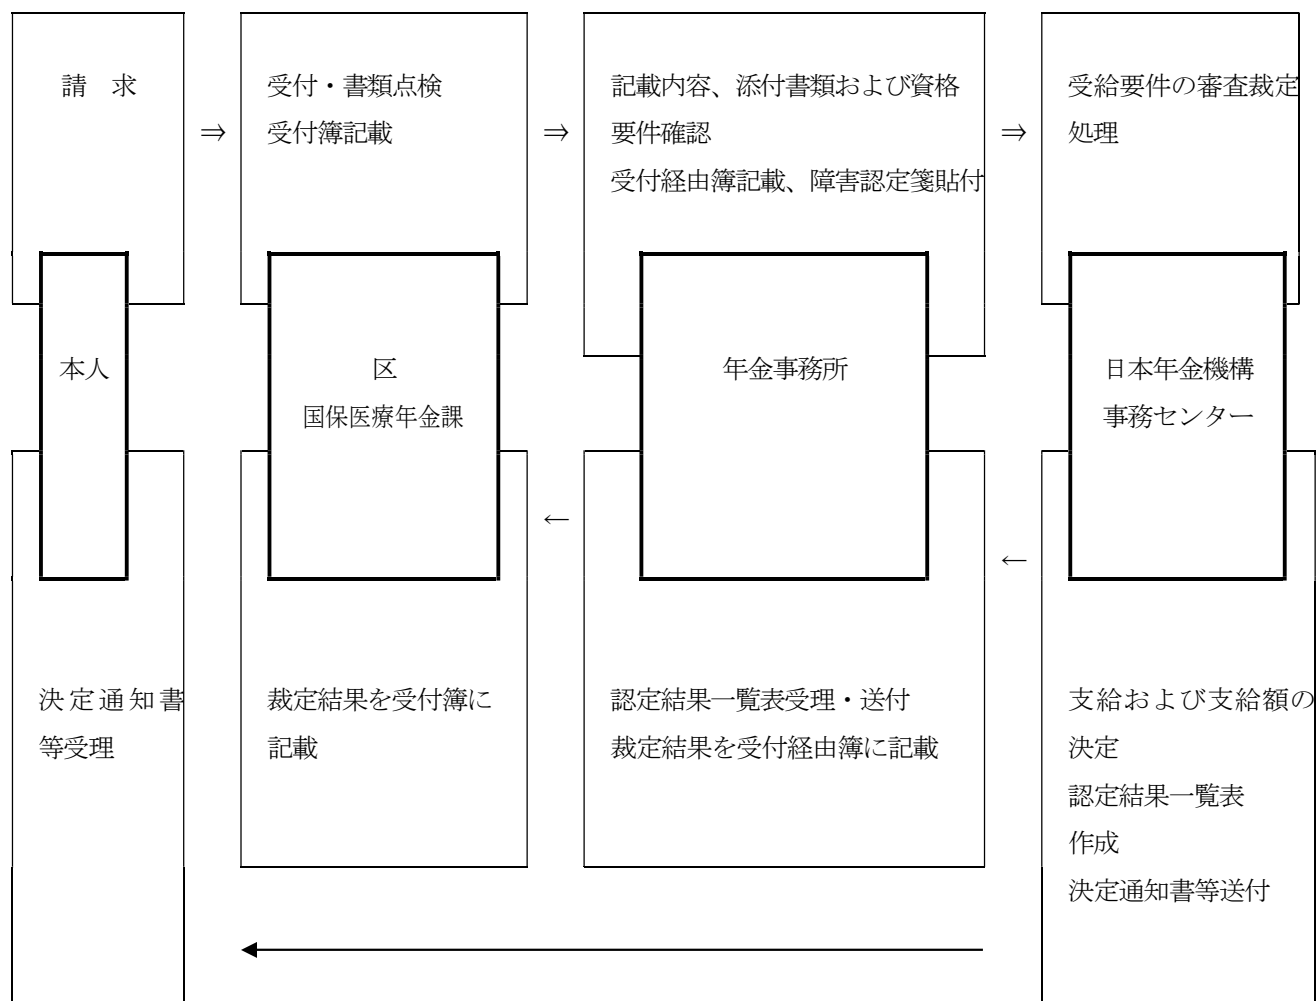 請　求
⇒
受付・書類点検
受付簿記載
⇒
記載内容、添付書類および資格
要件確認
受付経由簿記載、障害認定箋貼付
⇒
受給要件の審査裁定
処理
本人
区
国保医療年金課
年金事務所
日本年金機構
事務センター
←
←
決定通知書
等受理
裁定結果を受付簿に
記載
認定結果一覧表受理・送付
裁定結果を受付経由簿に記載
支給および支給額の
決定
認定結果一覧表
作成
決定通知書等送付